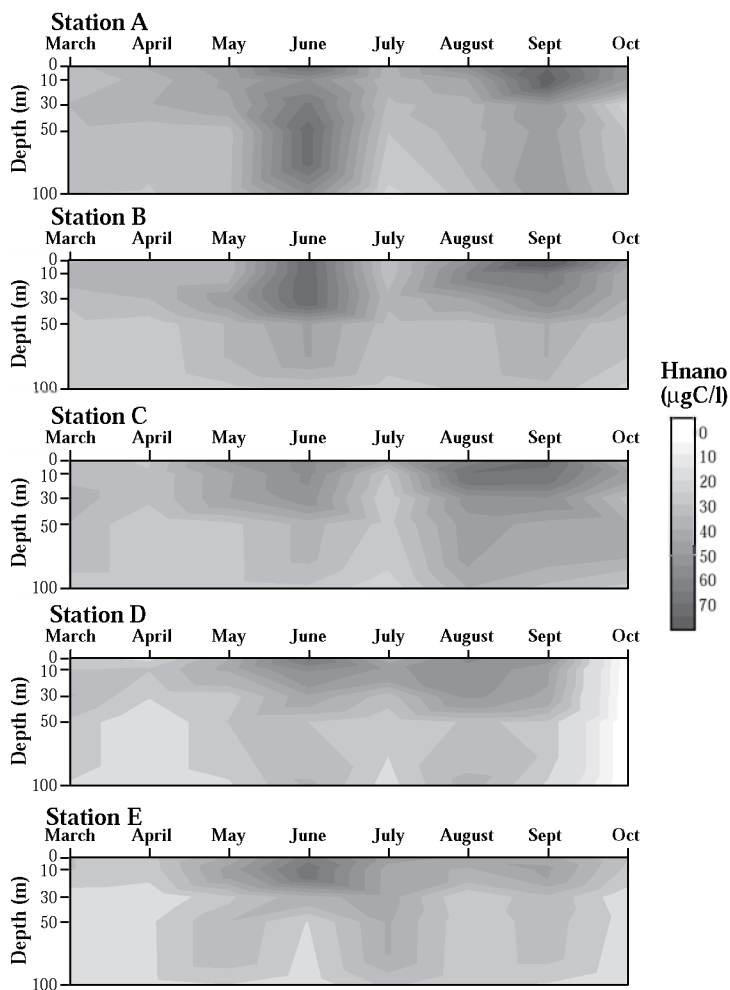 Station A
March April May June July August Sept Oct
0
10
30
50
100
Depth (m)
Station B
March April May June July August Sept Oct
0
10
30
50
100
Depth (m)
Station C
March April May June July August Sept Oct
0
10
30
50
100
Depth (m)
Station D
March April May June July August Sept Oct
0
10
30
50
100
Depth (m)
Station E
March April May June July August Sept Oct
0
10
30
50
100
Depth (m)
Hnano
(µgC/l)
0
10
20
30
40
50
60
70